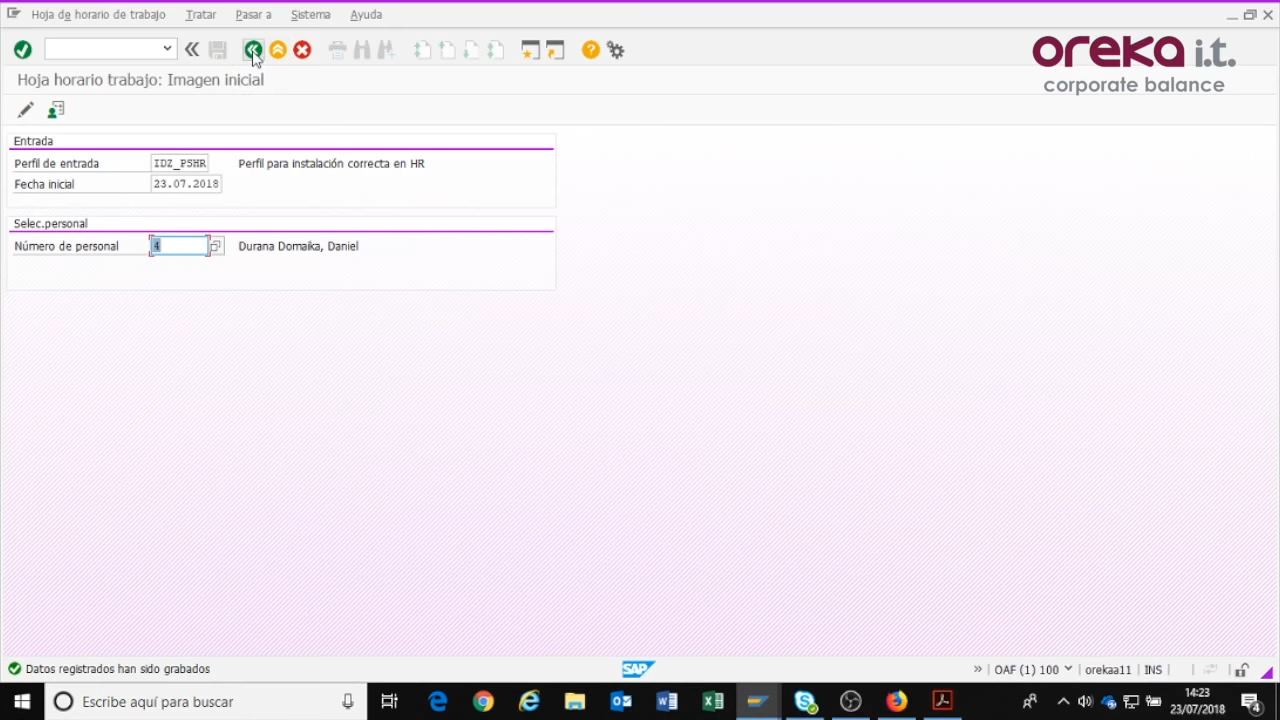 Hoja de horario de trabajo Tratar Pasar a Sistema Ayuda
oreka i.t.
corporate balance
Hoja horario trabajo: Imagen inicial
Entrada
Perfil de entrada IDZ_PSHR Perfil para instalación correcta en HR
Fecha inicial 23.07.2018
Selec.personal
Número de personal 4 Durana Domaika, Daniel
Datos registrados han sido grabados SAP » OAF (1) 100 orekaa11 INS
Escribe aquí para buscar 14:23
23/07/2018 4